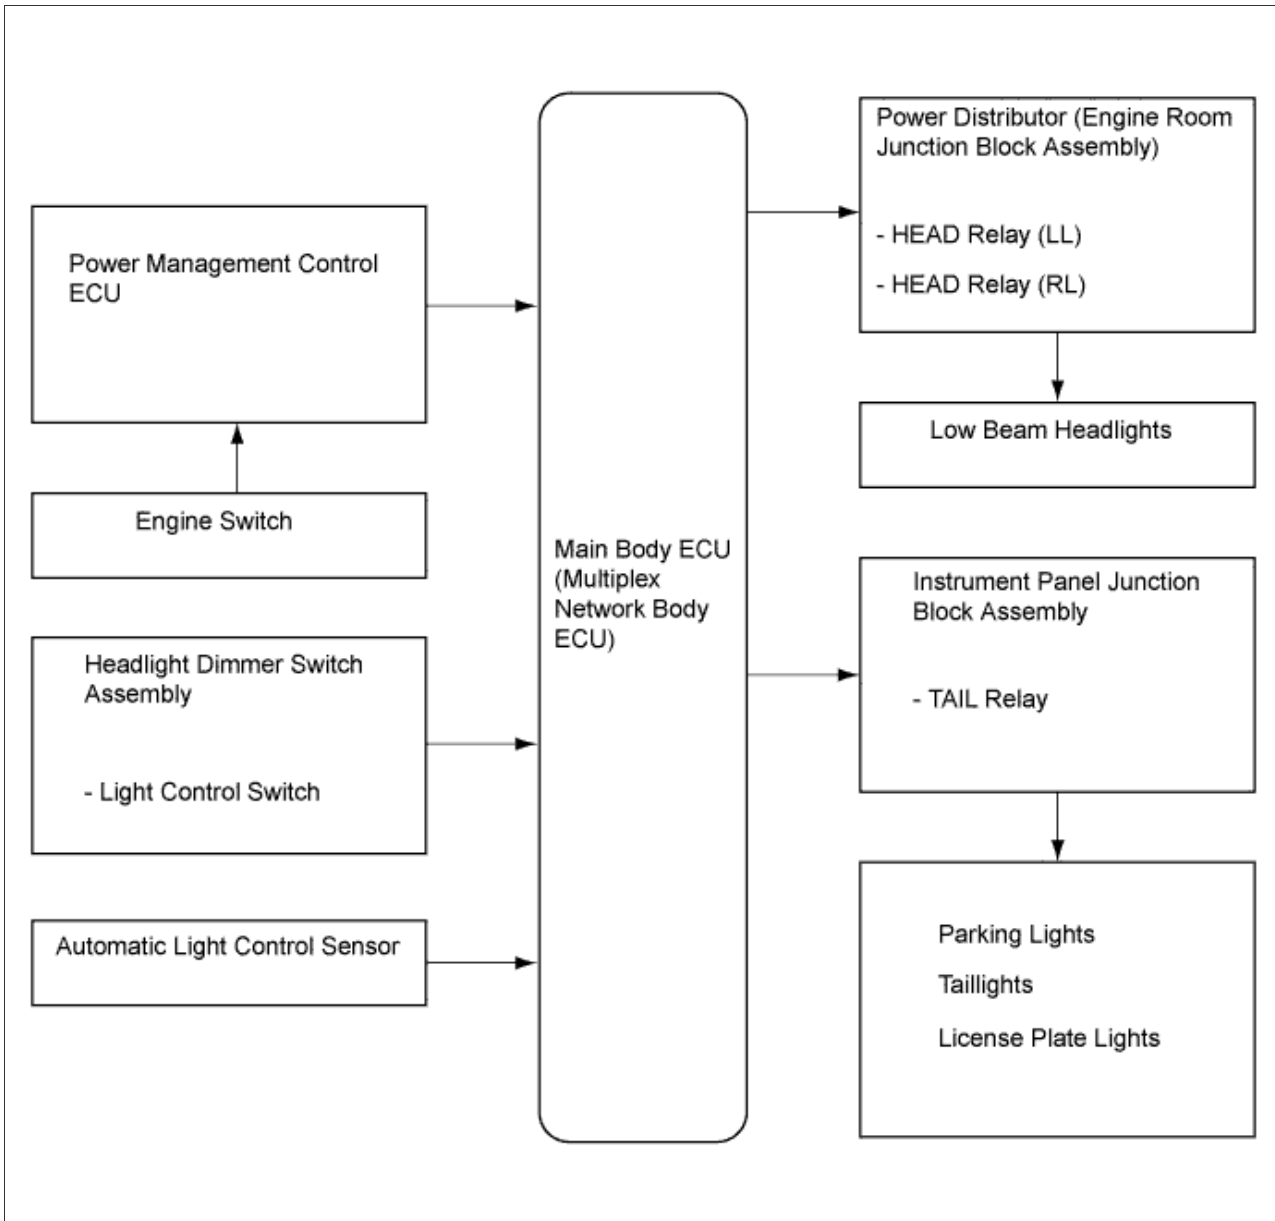 Power Management Control
ECU
Engine Switch
Headlight Dimmer Switch
Assembly
- Light Control Switch
Automatic Light Control Sensor
Main Body ECU
(Multiplex
Network Body
ECU)
Power Distributor (Engine Room
Junction Block Assembly)
- HEAD Relay (LL)
- HEAD Relay (RL)
Low Beam Headlights
Instrument Panel Junction
Block Assembly
- TAIL Relay
Parking Lights
Taillights
License Plate Lights